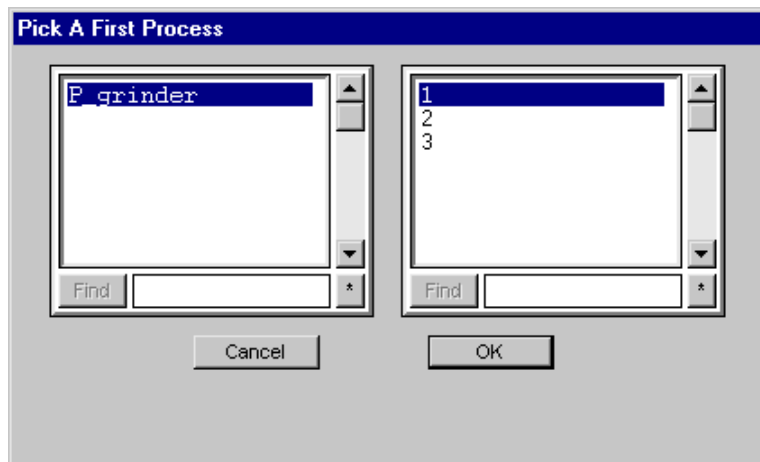 Pick A First Process
P_grinder
1
2
3
Find
*
Find
*
Cancel
OK